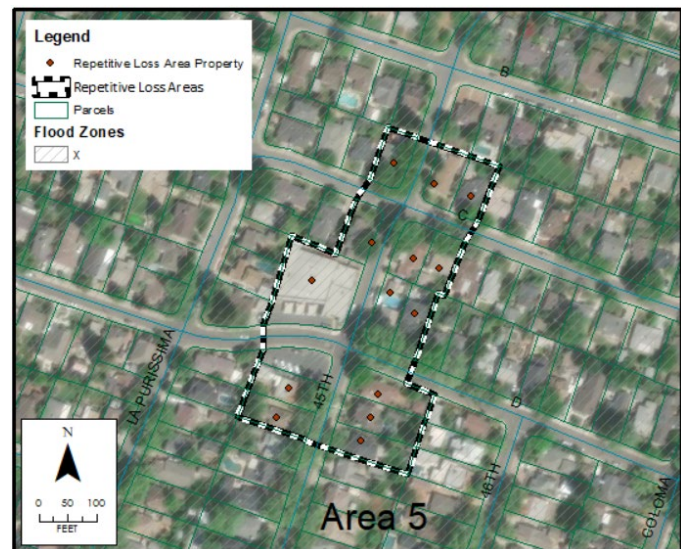 Legend
Repetitive Loss Area Property
Repetitive Loss Areas
Parcels
Flood Zones
X
B
C
LA PURISSIMA
45TH
D
46TH
COLOMA
N
0 50 100
FEET
Area 5